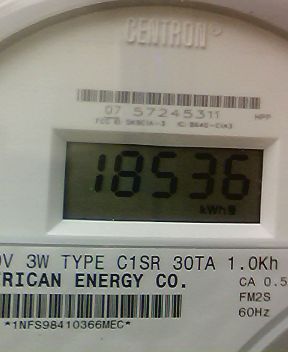 CENTRON®
07 57245311
HPP
18536
kWh
V 3W TYPE C1SR 30TA 1.0Kh
RICAN ENERGY CO.
CA 0.5
FM2S
60Hz
*1NFS98410366MEC*